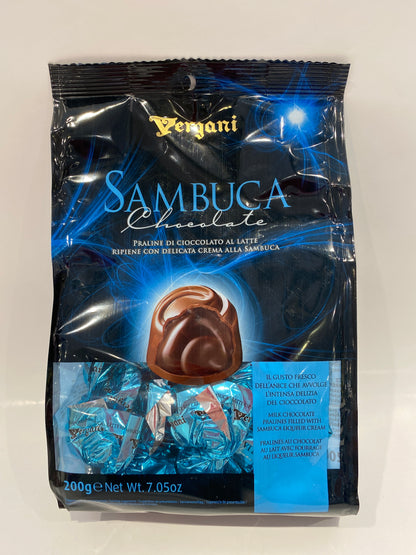 Vergani
SAMBUCA
Chocolate
PRALINE DI CIOCCOLATO AL LATTE
RIPIENE CON DELICATA CREMA ALLA SAMBUCA
IL GUSTO FRESCO
DELL'ANICE CHE AVVOLGE
L'INTENSA DELIZIA
DEL CIOCCOLATO
MILK CHOCOLATE
PRALINES FILLED WITH
SAMBUCA LIQUEUR CREAM
PRALINES AU CHOCOLAT
AU LAIT AVEC FOURRAGE
AU LIQUEUR SAMBUCA
Vergani
Vergani
200g℮ Net Wt. 7.05oz